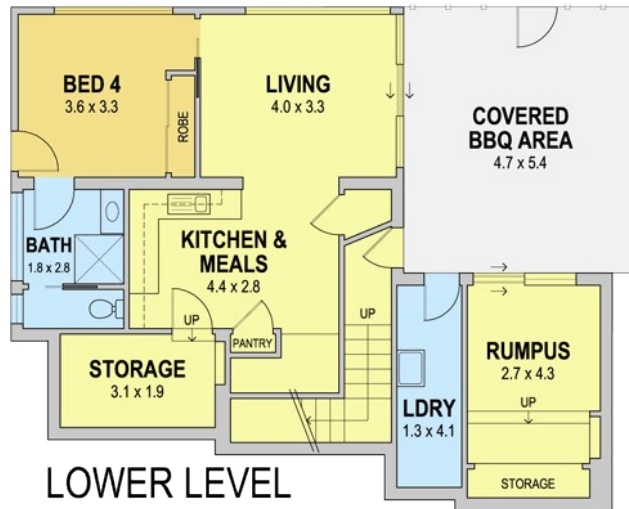 BED 4
3.6 x 3.3
ROBE
LIVING
4.0 x 3.3
COVERED
BBQ AREA
4.7 x 5.4
BATH
1.8 x 2.8
KITCHEN &
MEALS
4.4 x 2.8
UP
UP
PANTRY
STORAGE
3.1 x 1.9
LDRY
1.3 x 4.1
RUMPUS
2.7 x 4.3
UP
STORAGE
LOWER LEVEL